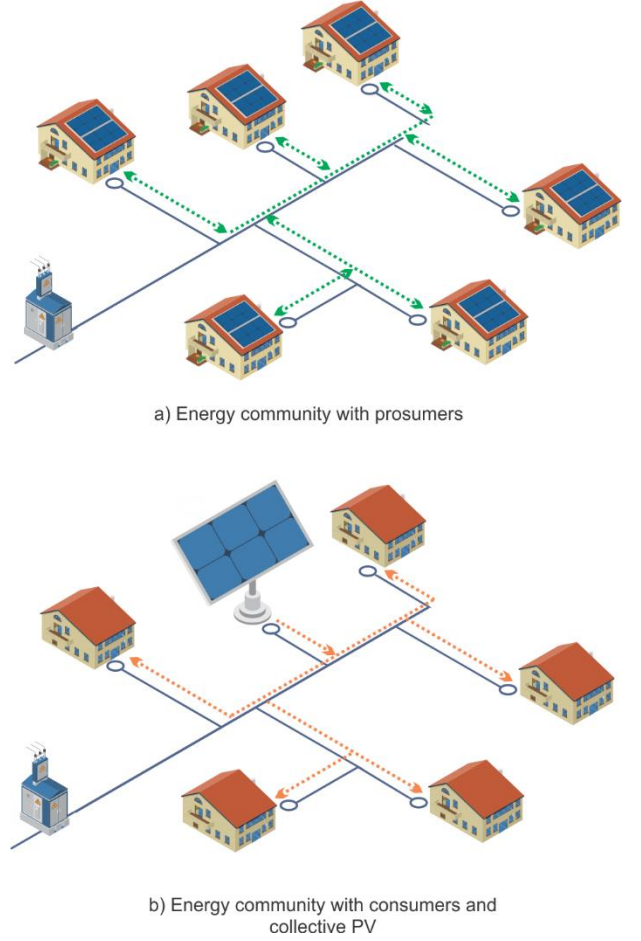 a) Energy community with prosumers
b) Energy community with consumers and
collective PV